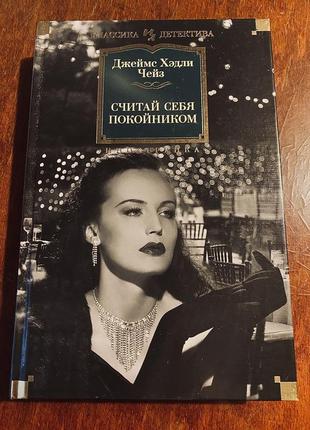 КЛАССИКА ДЕТЕКТИВА
Джеймс Хэдли
Чейз
СЧИТАЙ СЕБЯ
ПОКОЙНИКОМ